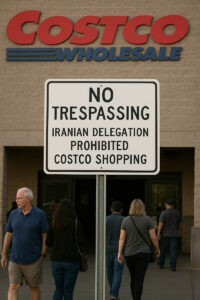 COSTCO
WHOLESALE
NO
TRESPASSING
IRANIAN DELEGATION
PROHIBITED
COSTCO SHOPPING